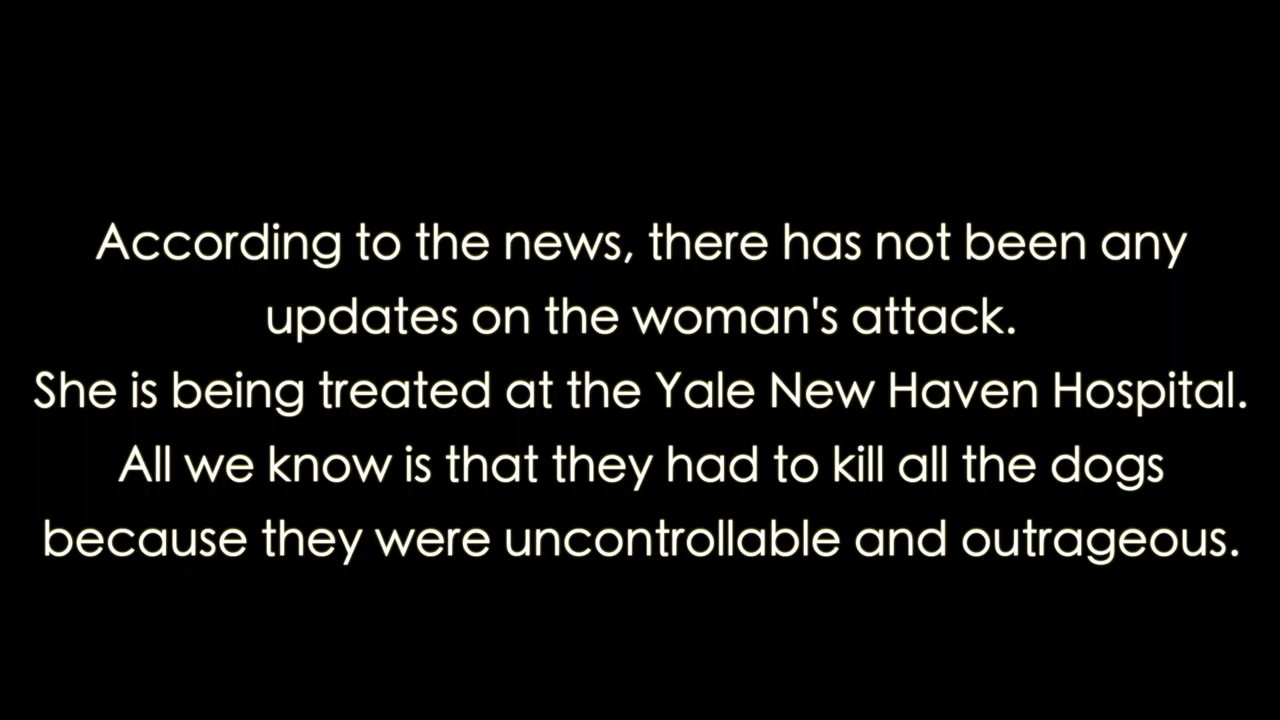 According to the news, there has not been any
updates on the woman's attack.
She is being treated at the Yale New Haven Hospital.
All we know is that they had to kill all the dogs
because they were uncontrollable and outrageous.